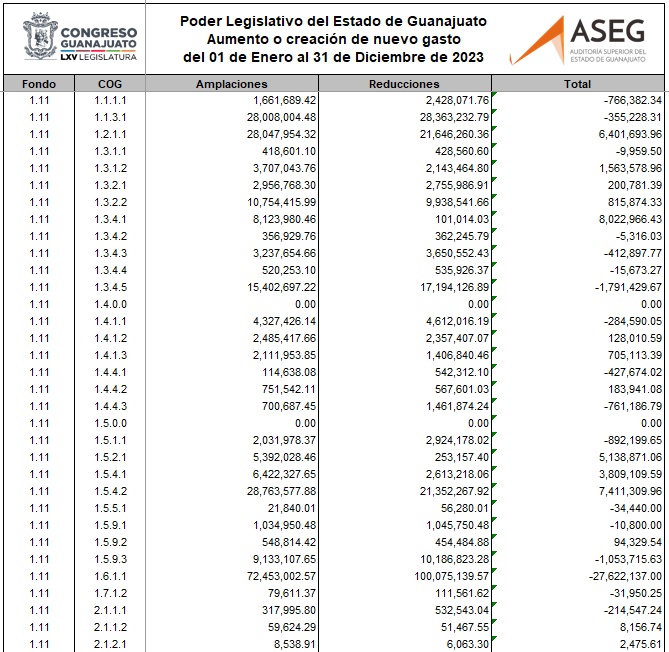 CONGRESO
GUANAJUATO
LXV LEGISLATURA
Poder Legislativo del Estado de Guanajuato
Aumento o creación de nuevo gasto
del 01 de Enero al 31 de Diciembre de 2023
ASEG
AUDITORÍA SUPERIOR DEL
ESTADO DE GUANAJUATO
Fondo COG Amplaciones Reducciones Total
1.11 1.1.1.1 1,661,689.42 2,428,071.76 -766,382.34
1.11 1.1.3.1 28,008,004.48 28,363,232.79 -355,228.31
1.11 1.2.1.1 28,047,954.32 21,646,260.36 6,401,693.96
1.11 1.3.1.1 418,601.10 428,560.60 -9,959.50
1.11 1.3.1.2 3,707,043.76 2,143,464.80 1,563,578.96
1.11 1.3.2.1 2,956,768.30 2,755,986.91 200,781.39
1.11 1.3.2.2 10,754,415.99 9,938,541.66 815,874.33
1.11 1.3.4.1 8,123,980.46 101,014.03 8,022,966.43
1.11 1.3.4.2 356,929.76 362,245.79 -5,316.03
1.11 1.3.4.3 3,237,654.66 3,650,552.43 -412,897.77
1.11 1.3.4.4 520,253.10 535,926.37 -15,673.27
1.11 1.3.4.5 15,402,697.22 17,194,126.89 -1,791,429.67
1.11 1.4.0.0 0.00 0.00 0.00
1.11 1.4.1.1 4,327,426.14 4,612,016.19 -284,590.05
1.11 1.4.1.2 2,485,417.66 2,357,407.07 128,010.59
1.11 1.4.1.3 2,111,953.85 1,406,840.46 705,113.39
1.11 1.4.4.1 114,638.08 542,312.10 -427,674.02
1.11 1.4.4.2 751,542.11 567,601.03 183,941.08
1.11 1.4.4.3 700,687.45 1,461,874.24 -761,186.79
1.11 1.5.0.0 0.00 0.00 0.00
1.11 1.5.1.1 2,031,978.37 2,924,178.02 -892,199.65
1.11 1.5.2.1 5,392,028.46 253,157.40 5,138,871.06
1.11 1.5.4.1 6,422,327.65 2,613,218.06 3,809,109.59
1.11 1.5.4.2 28,763,577.88 21,352,267.92 7,411,309.96
1.11 1.5.5.1 21,840.01 56,280.01 -34,440.00
1.11 1.5.9.1 1,034,950.48 1,045,750.48 -10,800.00
1.11 1.5.9.2 548,814.42 454,484.88 94,329.54
1.11 1.5.9.3 9,133,107.65 10,186,823.28 -1,053,715.63
1.11 1.6.1.1 72,453,002.57 100,075,139.57 -27,622,137.00
1.11 1.7.1.2 79,611.37 111,561.62 -31,950.25
1.11 2.1.1.1 317,995.80 532,543.04 -214,547.24
1.11 2.1.1.2 59,624.29 51,467.55 8,156.74
1.11 2.1.2.1 8,538.91 6,063.30 2,475.61